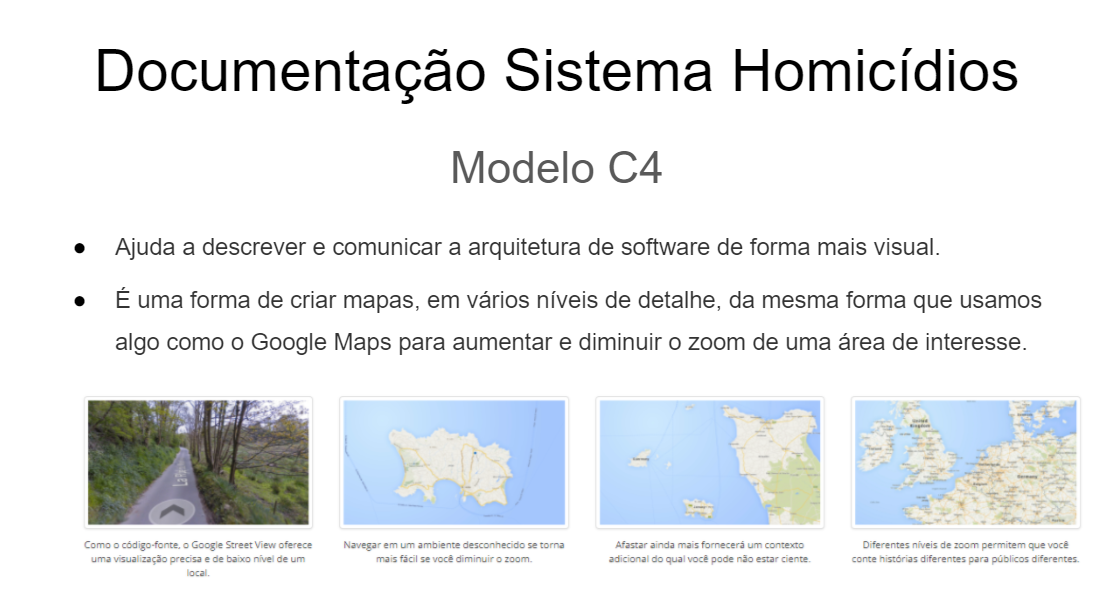 Documentação Sistema Homicídios
Modelo C4
● Ajuda a descrever e comunicar a arquitetura de software de forma mais visual.
● É uma forma de criar mapas, em vários níveis de detalhe, da mesma forma que usamos
algo como o Google Maps para aumentar e diminuir o zoom de uma área de interesse.
Como o código-fonte, o Google Street View oferece
uma visualização precisa e de baixo nível de um
local.
Navegar em um ambiente desconhecido se torna
mais fácil se você diminuir o zoom.
Afastar ainda mais fornecerá um contexto
adicional do qual você pode não estar ciente.
United
Kingdom
Germany
Diferentes níveis de zoom permitem que você
conte histórias diferentes para públicos diferentes.